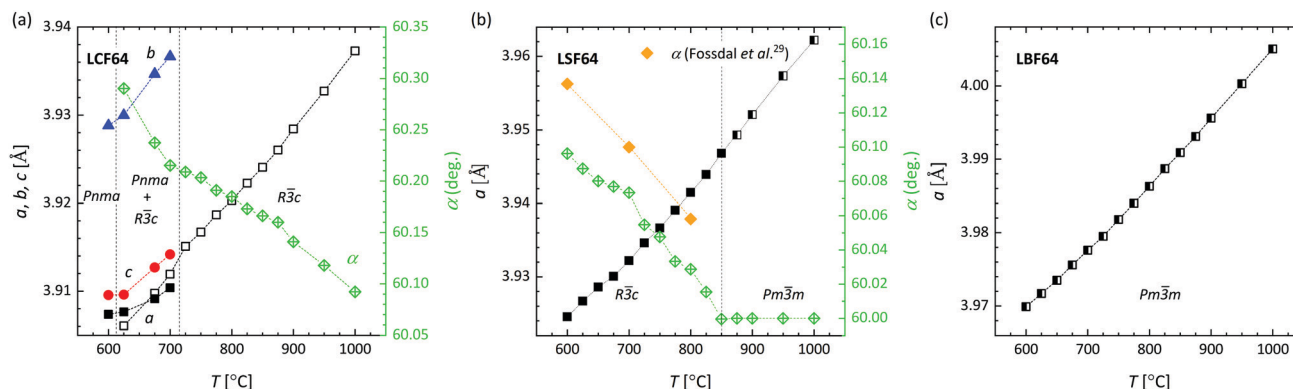 (a)
LCF64
3.94
3.93
3.92
3.91
a, b, c [Å]
b
Pnma
Pnma
+
R3̅c
R3̅c
c
a
α
60.35
60.30
60.25
60.20
60.15
60.10
60.05
α (deg.)
600 700 800 900 1000
T [°C]
(b)
LSF64
α (Fossdal et al.²⁹)
3.96
3.95
3.94
3.93
a [Å]
R3̅c
Pm3̅m
60.16
60.14
60.12
60.10
60.08
60.06
60.04
60.02
60.00
α (deg.)
600 700 800 900 1000
T [°C]
(c)
LBF64
4.00
3.99
3.98
3.97
a [Å]
Pm3̅m
600 700 800 900 1000
T [°C]